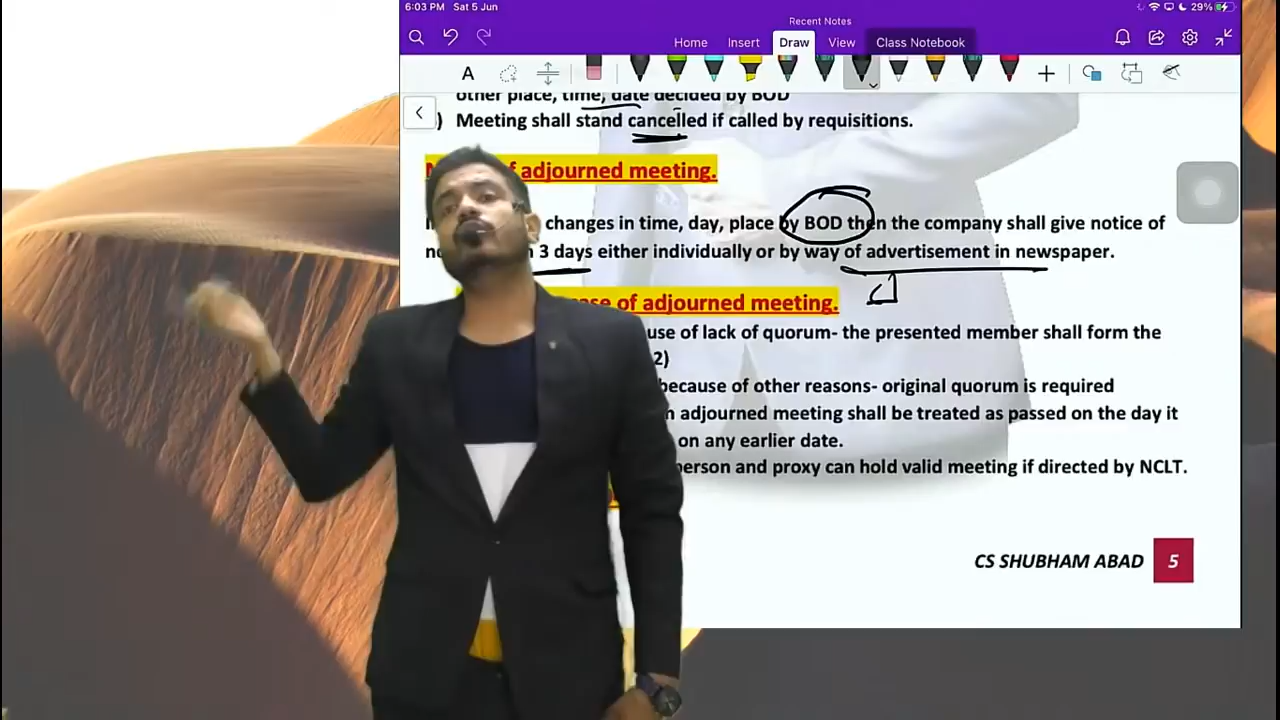 6:03 PM Sat 5 Jun
29%
Recent Notes
Home Insert Draw View Class Notebook
A
other place, time, date decided by BOD
) Meeting shall stand cancelled if called by requisitions.
of adjourned meeting.
changes in time, day, place by BOD then the company shall give notice of
3 days either individually or by way of advertisement in newspaper.
of adjourned meeting.
use of lack of quorum- the presented member shall form the
2)
because of other reasons- original quorum is required
adjourned meeting shall be treated as passed on the day it
on any earlier date.
person and proxy can hold valid meeting if directed by NCLT.
CS SHUBHAM ABAD 5